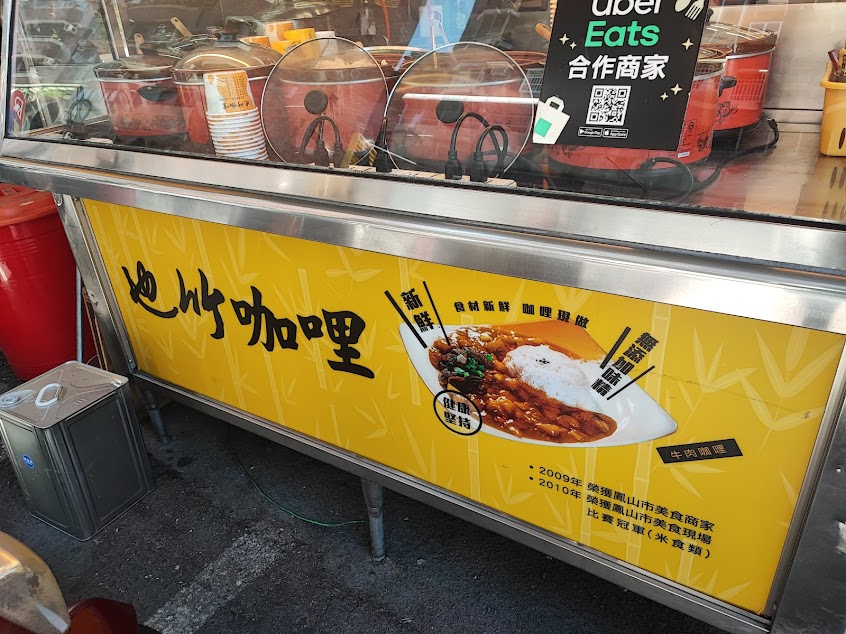 Uber
Eats
合作商家
也竹咖哩
堅持
食材新鮮 咖哩現做
無添加味精
健康
堅持
牛肉咖哩
• 2009年 榮獲鳳山市美食商家
• 2010年 榮獲鳳山市美食現場
比賽冠軍(米食類)